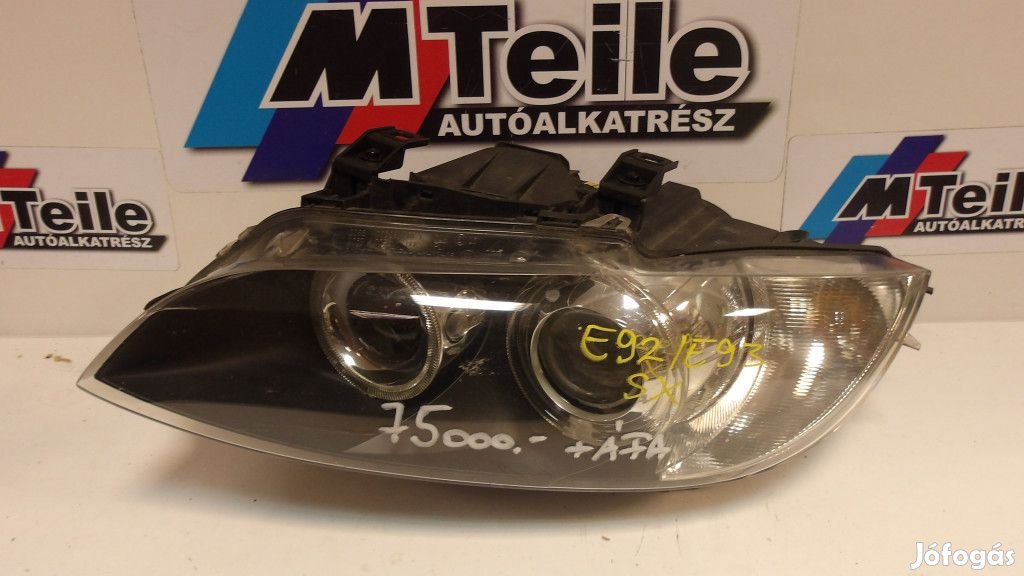 MTeile
AUTÓALKATRÉSZ
MTeile
AUTÓALKATRÉSZ
MTeile
AUTÓALKATRÉSZ
E92/E93
SX
75000.-
+ÁFA
Jófogás